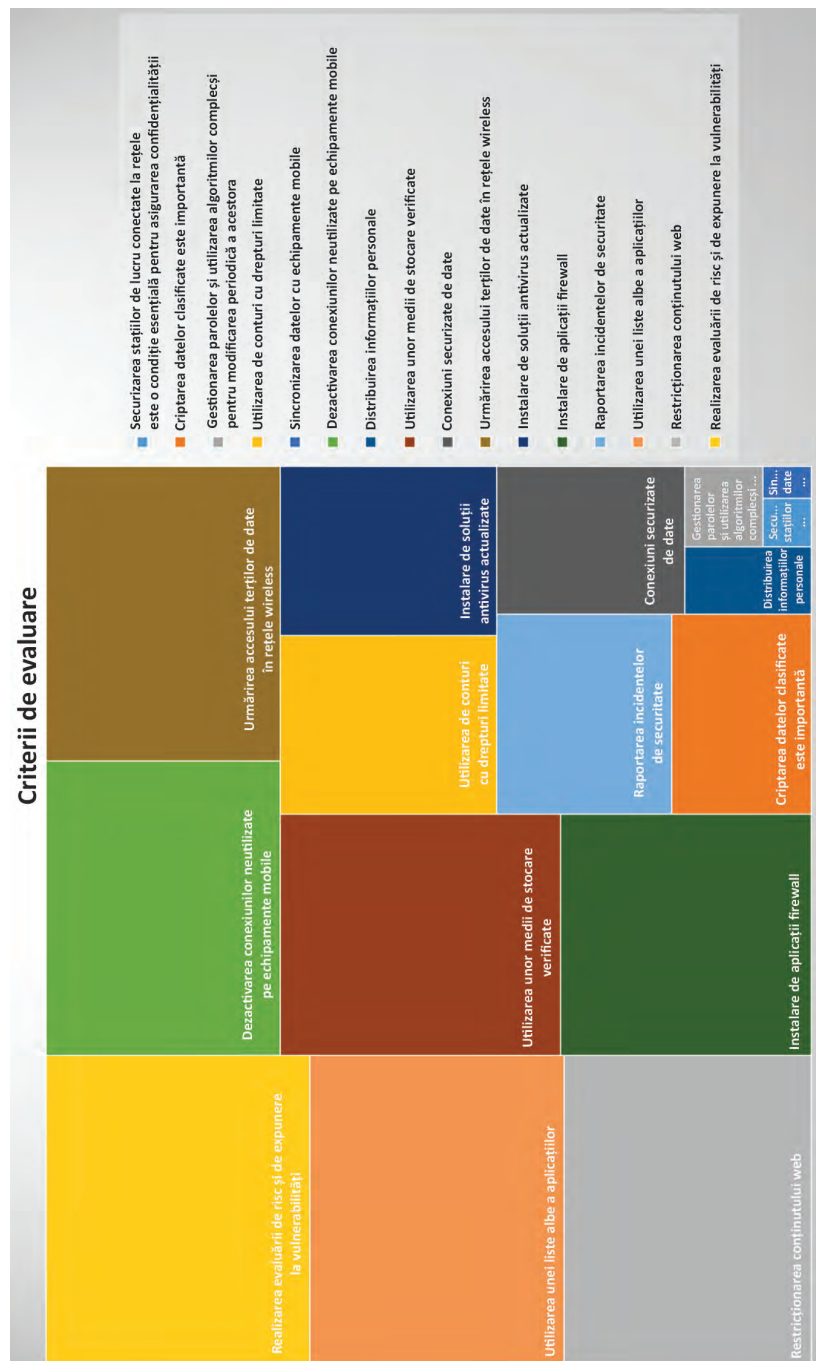 Criterii de evaluare
Realizarea evaluării de risc și de expunere
la vulnerabilități
Utilizarea unei liste albe a aplicațiilor
Restricționarea conținutului web
Dezactivarea conexiunilor neutilizate
pe echipamente mobile
Utilizarea unor medii de stocare
verificate
Instalare de aplicații firewall
Urmărirea accesului terților de date
în rețele wireless
Utilizarea de conturi
cu drepturi limitate
Instalare de soluții
antivirus actualizate
Raportarea incidentelor
de securitate
Criptarea datelor clasificate
este importantă
Conexiuni securizate
de date
Distribuirea
informațiilor
personale
Gestionarea
parolelor
și utilizarea
algoritmilor
complecși ...
Secu...
stațiilor
...
Sin...
date
...
Securizarea stațiilor de lucru conectate la rețele
este o condiție esențială pentru asigurarea confidențialității
Criptarea datelor clasificate este importantă
Gestionarea parolelor și utilizarea algoritmilor complecși
pentru modificarea periodică a acestora
Utilizarea de conturi cu drepturi limitate
Sincronizarea datelor cu echipamente mobile
Dezactivarea conexiunilor neutilizate pe echipamente mobile
Distribuirea informațiilor personale
Utilizarea unor medii de stocare verificate
Conexiuni securizate de date
Urmărirea accesului terților de date în rețele wireless
Instalare de soluții antivirus actualizate
Instalare de aplicații firewall
Raportarea incidentelor de securitate
Utilizarea unei liste albe a aplicațiilor
Restricționarea conținutului web
Realizarea evaluării de risc și de expunere la vulnerabilități